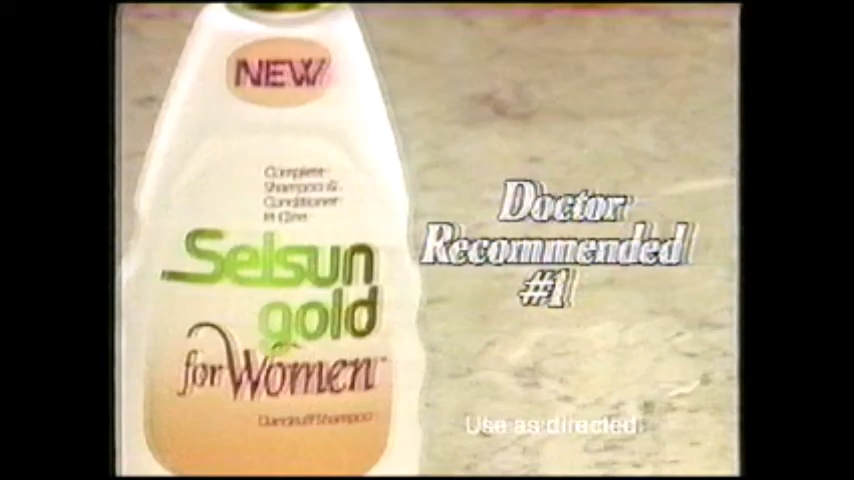 NEW
Complete
Shampoo &
Conditioner
in One
Selsun
gold
for Women
Dandruff Shampoo
Doctor
Recommended
#1
Use as directed